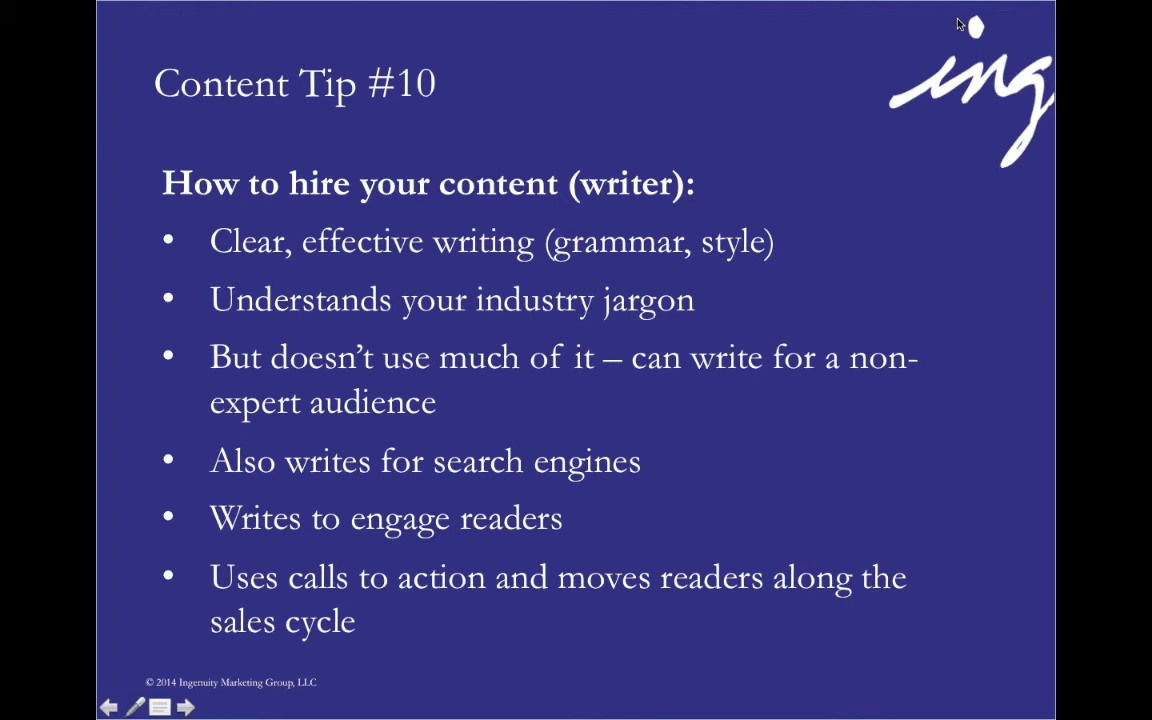 ing
Content Tip #10
How to hire your content (writer):
• Clear, effective writing (grammar, style)
• Understands your industry jargon
• But doesn’t use much of it – can write for a non-
expert audience
• Also writes for search engines
• Writes to engage readers
• Uses calls to action and moves readers along the
sales cycle
© 2014 Ingenuity Marketing Group, LLC